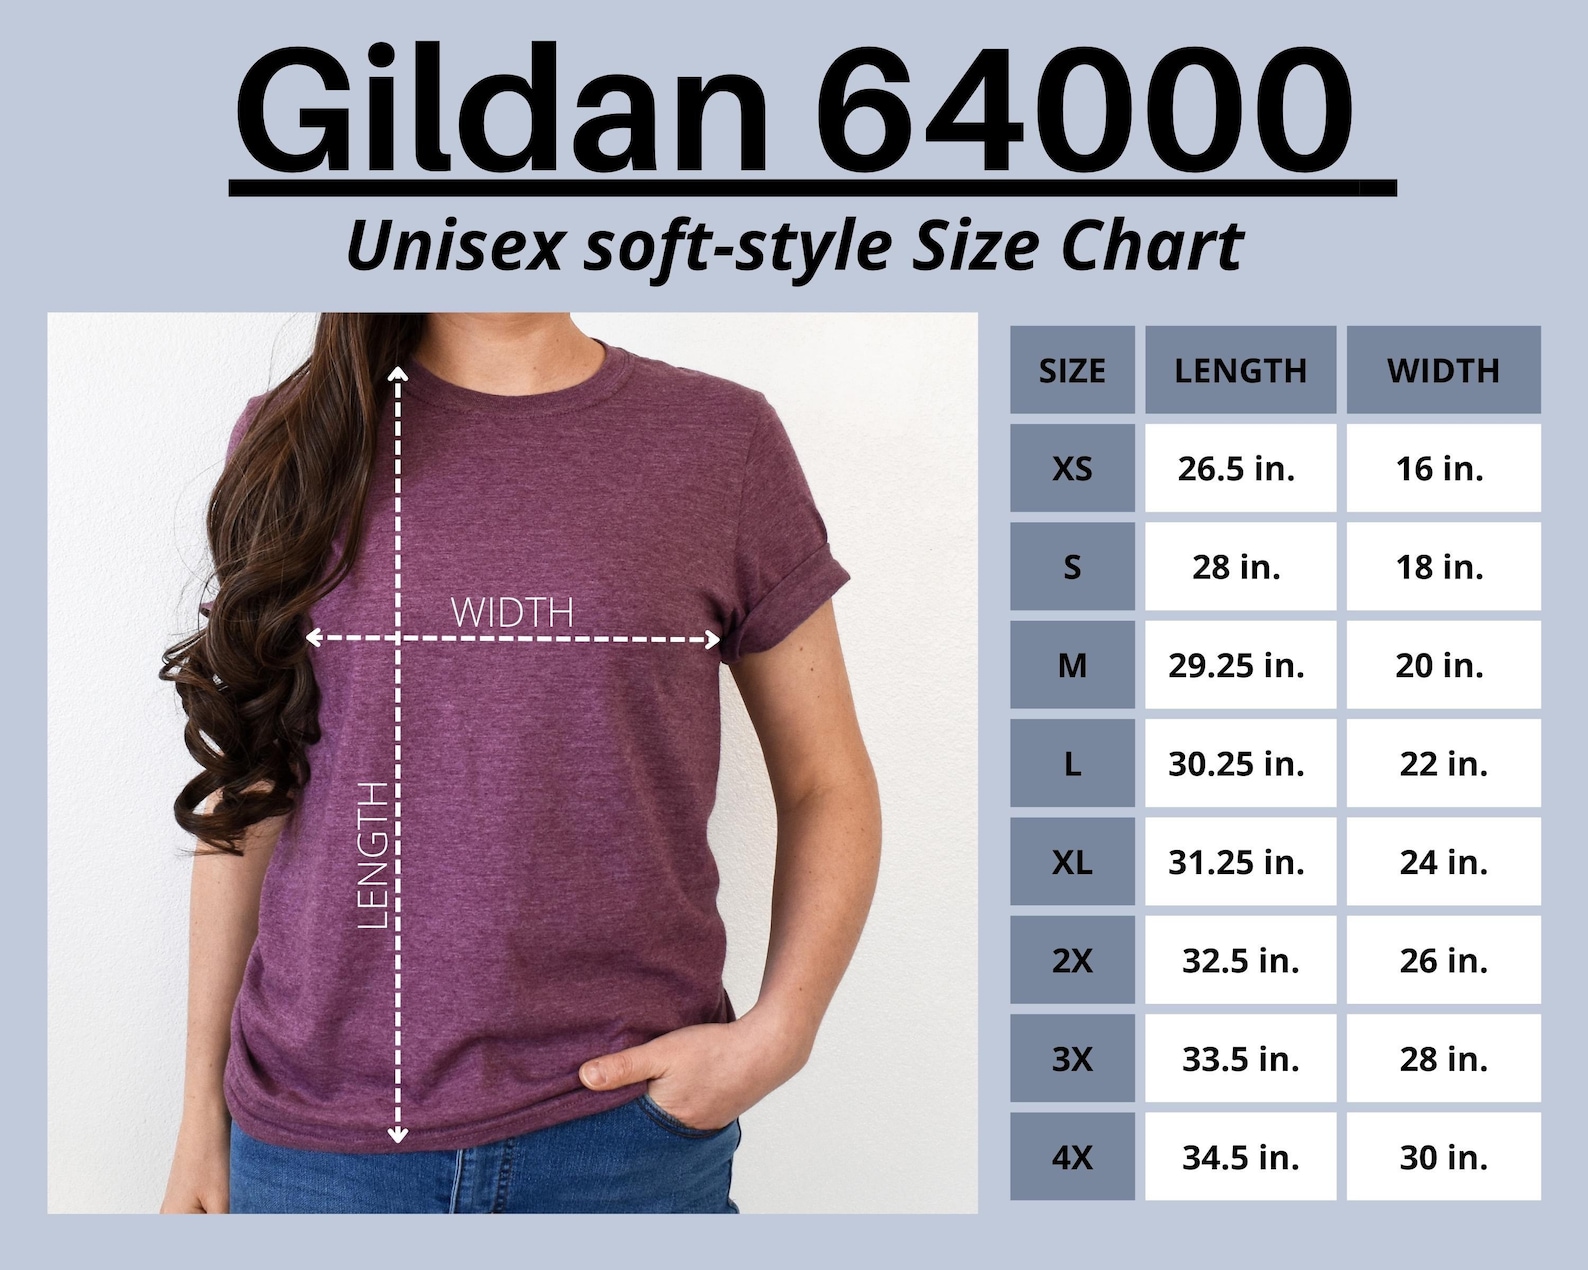 Gildan 64000
Unisex soft-style Size Chart
WIDTH
LENGTH
SIZE LENGTH WIDTH
XS 26.5 in. 16 in.
S 28 in. 18 in.
M 29.25 in. 20 in.
L 30.25 in. 22 in.
XL 31.25 in. 24 in.
2X 32.5 in. 26 in.
3X 33.5 in. 28 in.
4X 34.5 in. 30 in.